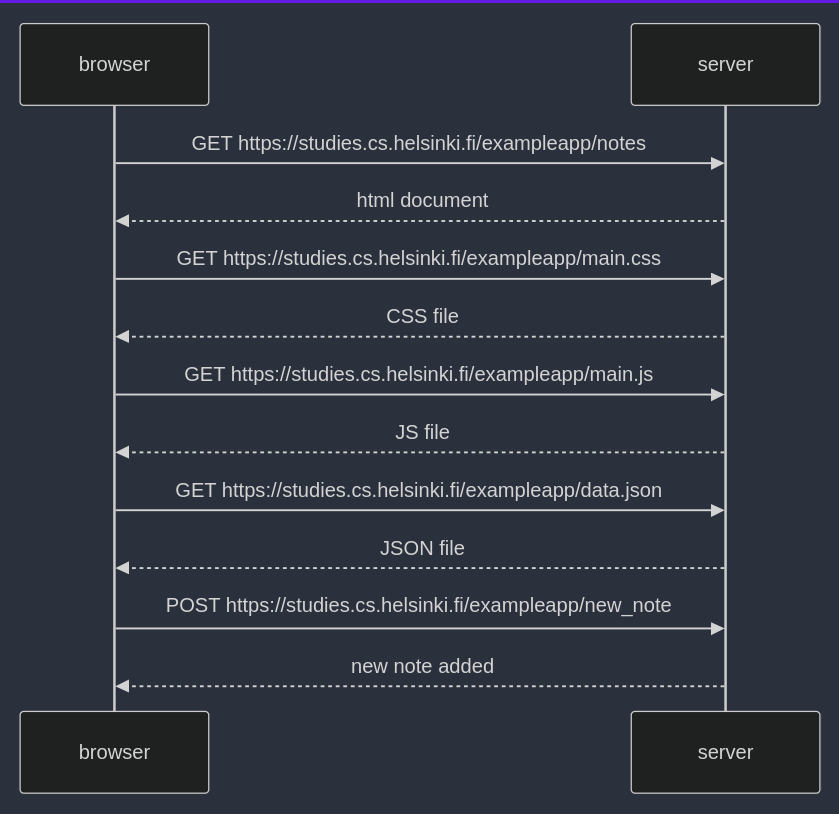 browser
server
GET https://studies.cs.helsinki.fi/exampleapp/notes
html document
GET https://studies.cs.helsinki.fi/exampleapp/main.css
CSS file
GET https://studies.cs.helsinki.fi/exampleapp/main.js
JS file
GET https://studies.cs.helsinki.fi/exampleapp/data.json
JSON file
POST https://studies.cs.helsinki.fi/exampleapp/new_note
new note added
browser
server